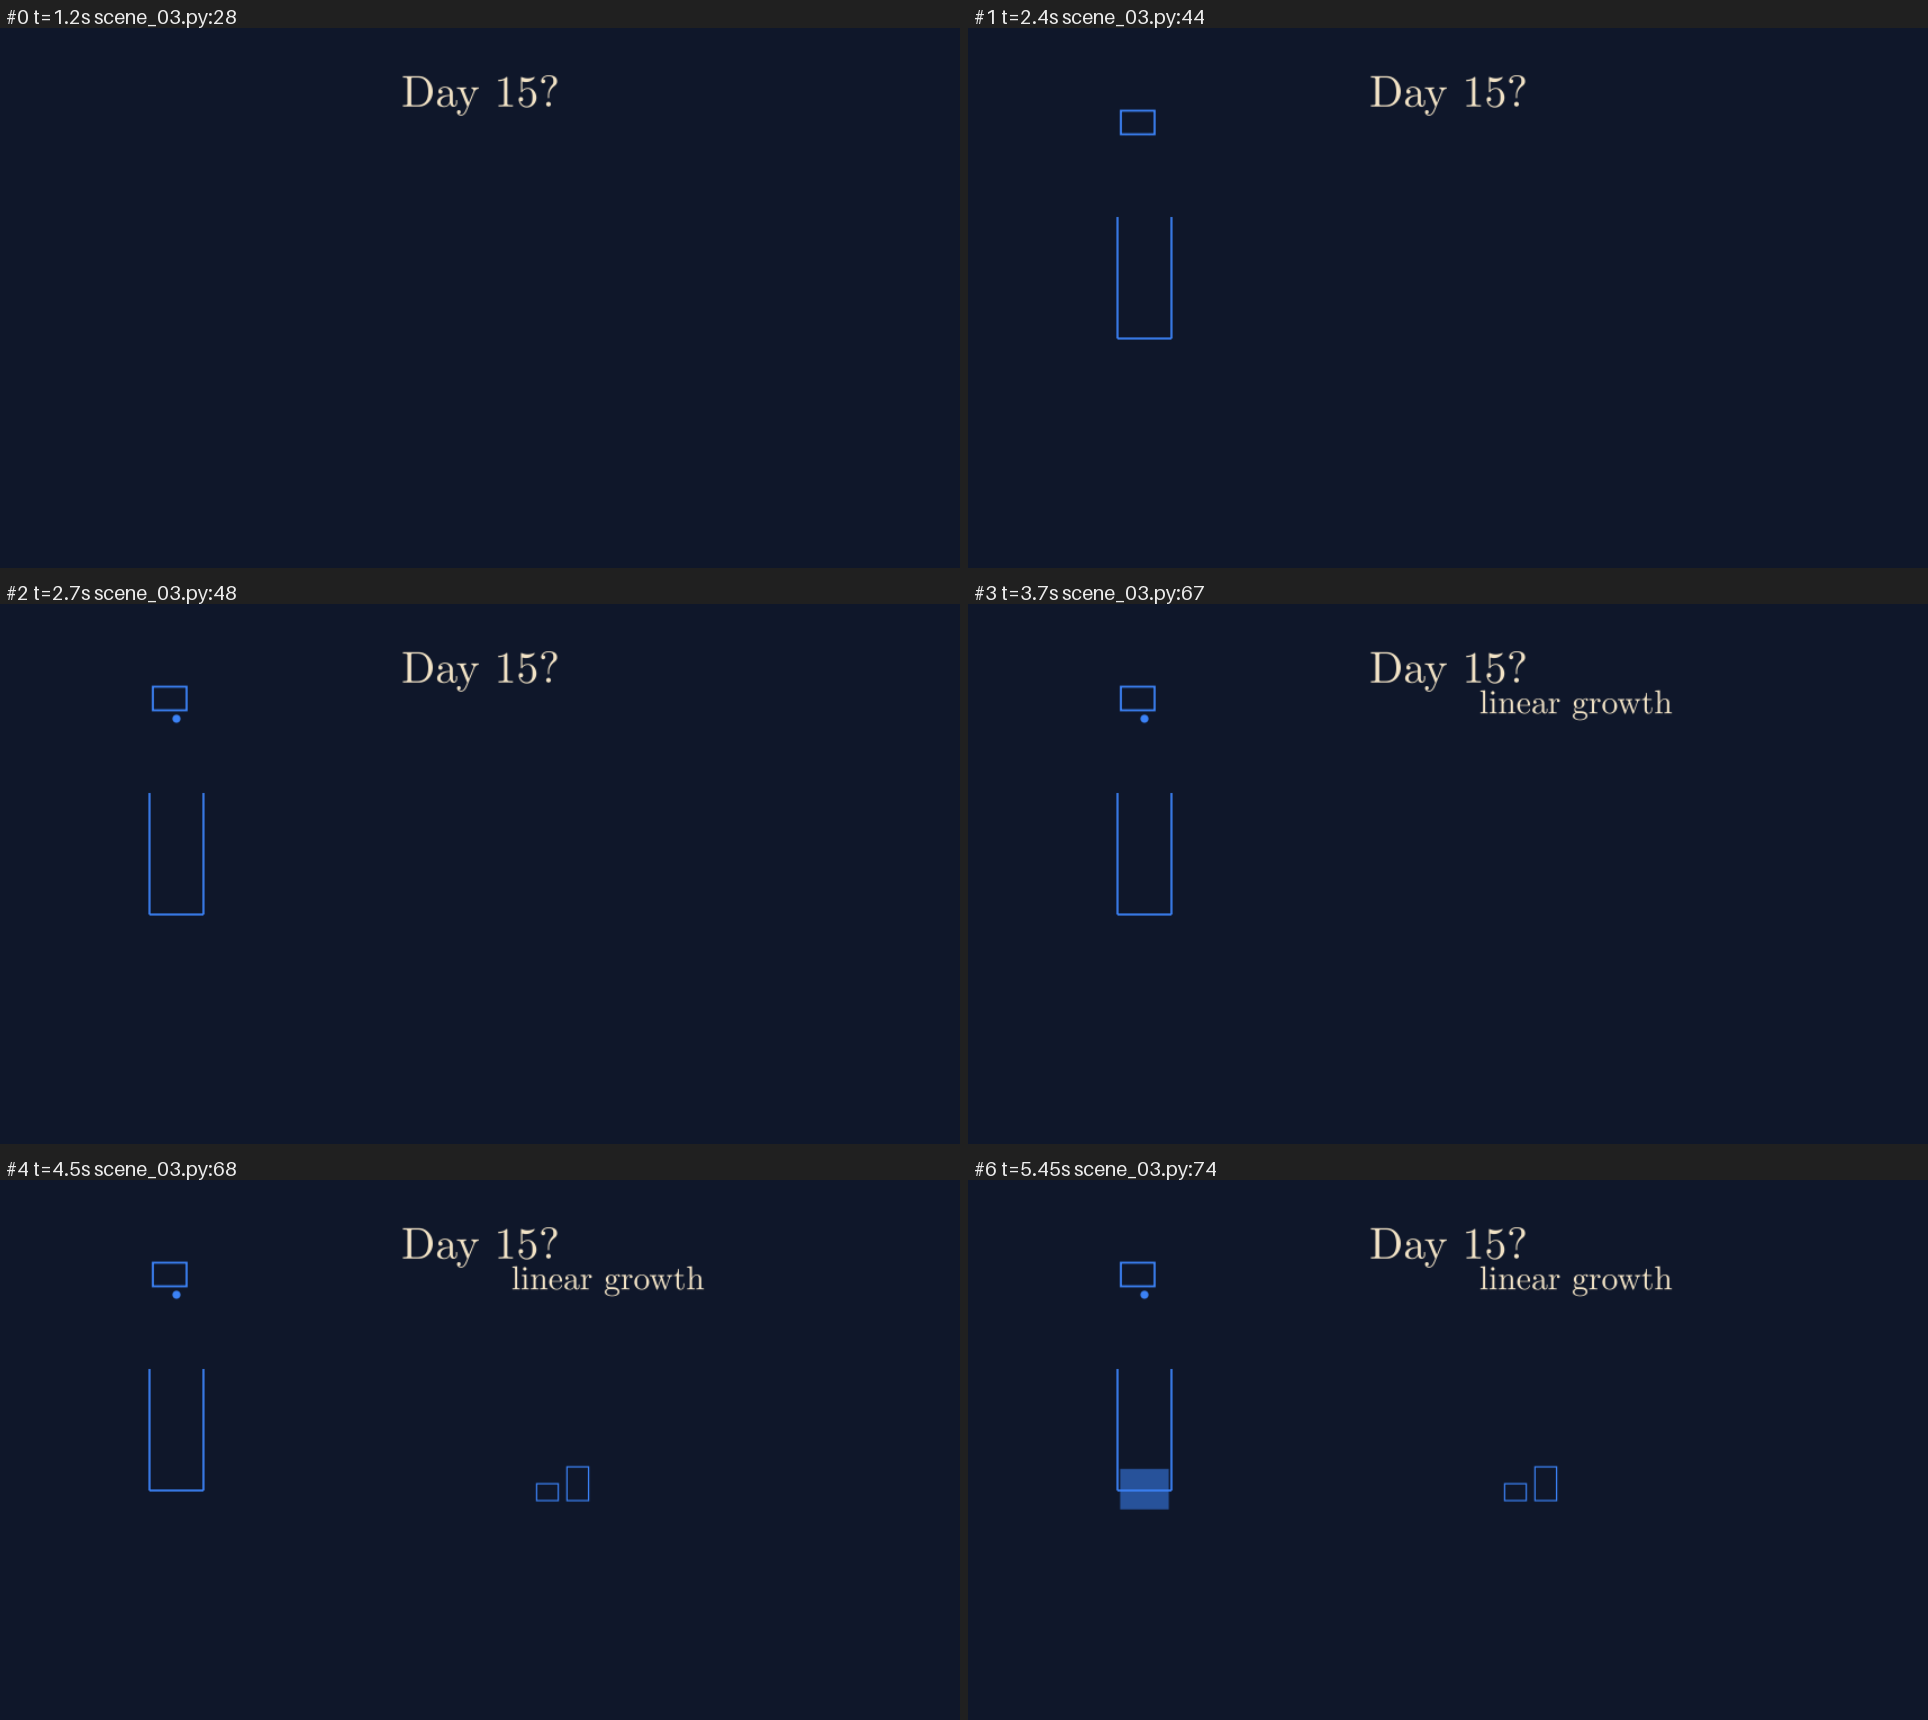 #0 t=1.2s scene_03.py:28
Day 15?
#1 t=2.4s scene_03.py:44
Day 15?
#2 t=2.7s scene_03.py:48
Day 15?
#3 t=3.7s scene_03.py:67
Day 15?
linear growth
#4 t=4.5s scene_03.py:68
Day 15?
linear growth
#6 t=5.45s scene_03.py:74
Day 15?
linear growth